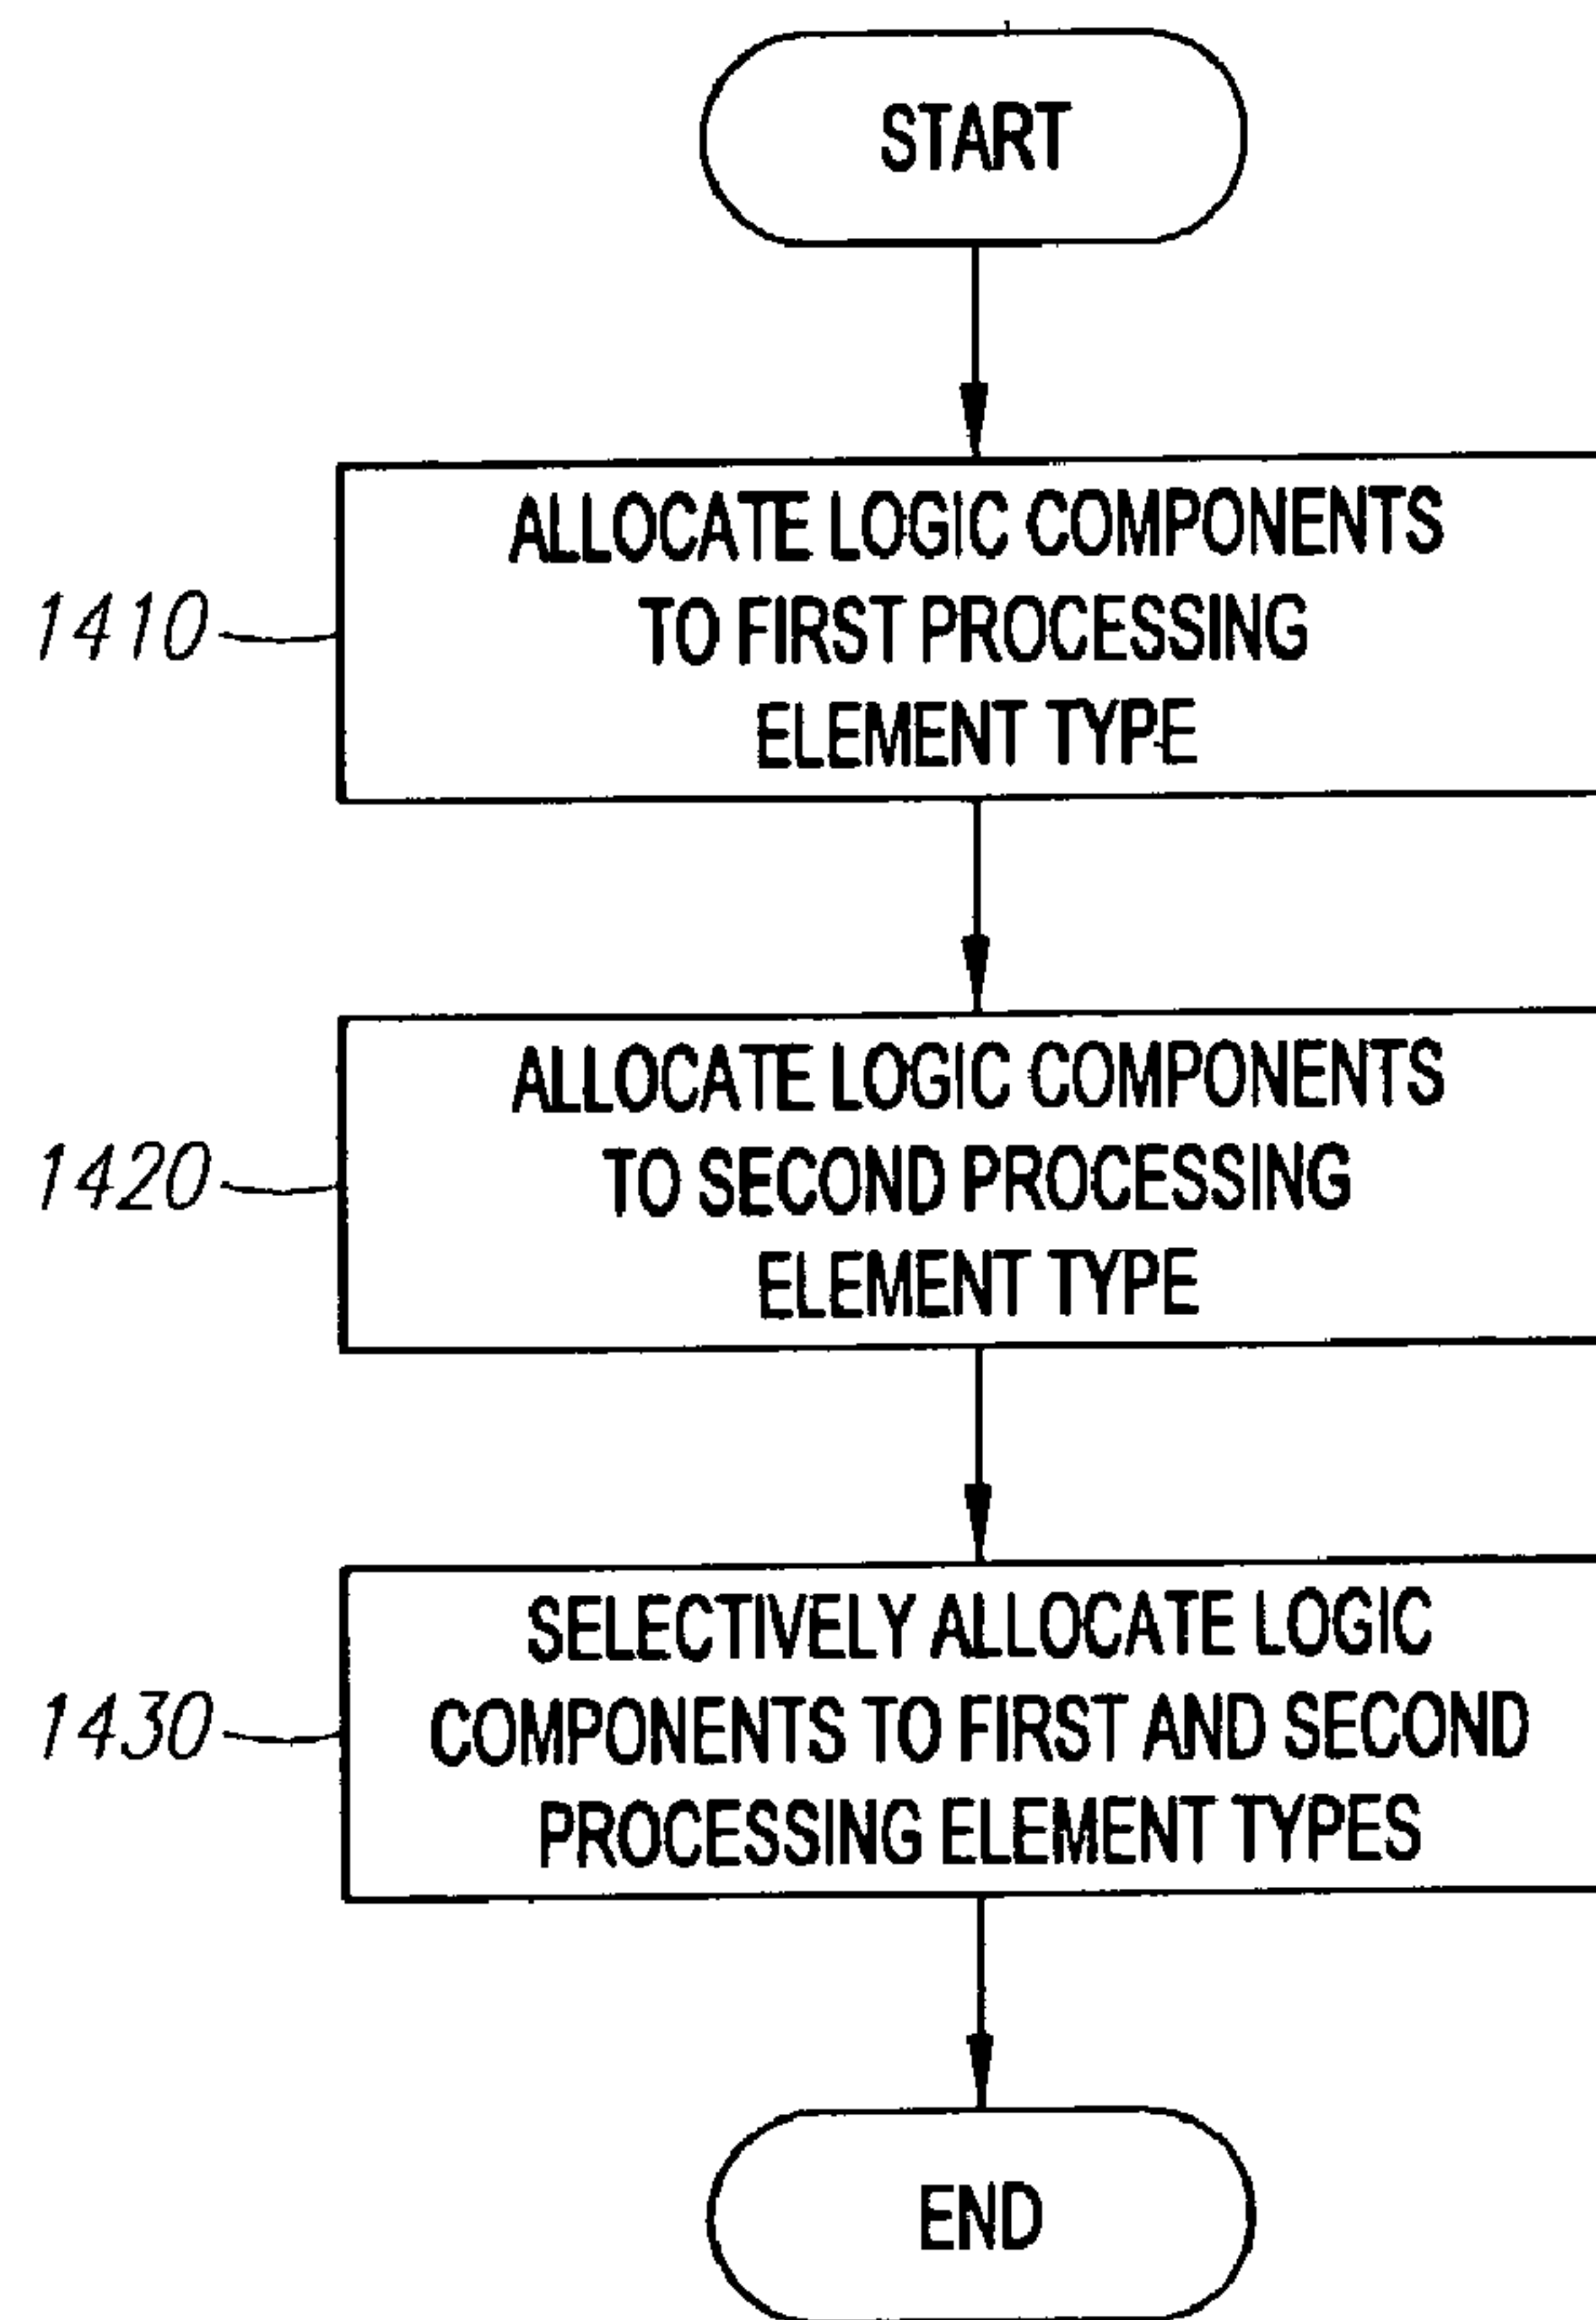 START
ALLOCATE LOGIC COMPONENTS
TO FIRST PROCESSING
ELEMENT TYPE
1410
ALLOCATE LOGIC COMPONENTS
TO SECOND PROCESSING
ELEMENT TYPE
1420
SELECTIVELY ALLOCATE LOGIC
COMPONENTS TO FIRST AND SECOND
PROCESSING ELEMENT TYPES
1430
END